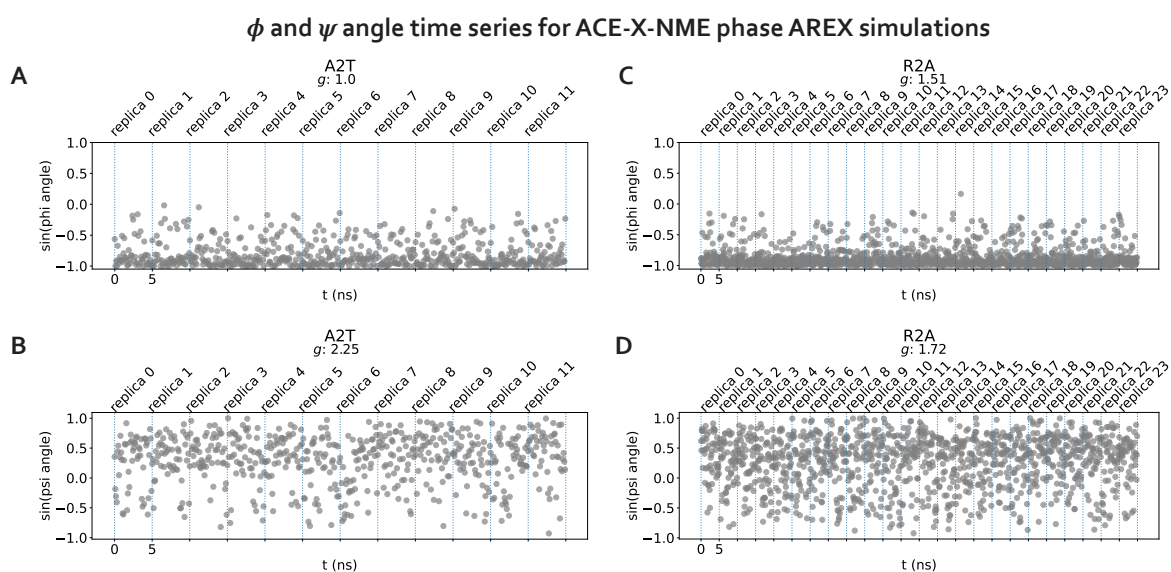 ϕ and ψ angle time series for ACE-X-NME phase AREX simulations
A
A2T
g: 1.0
replica 0 replica 1 replica 2 replica 3 replica 4 replica 5 replica 6 replica 7 replica 8 replica 9 replica 10 replica 11
sin(phi angle)
1.0
0.5
0.0
−0.5
−1.0
0 5
t (ns)
C
R2A
g: 1.51
replica 0 replica 1 replica 2 replica 3 replica 4 replica 5 replica 6 replica 7 replica 8 replica 9 replica 10 replica 11 replica 12 replica 13 replica 14 replica 15 replica 16 replica 17 replica 18 replica 19 replica 20 replica 21 replica 22 replica 23
sin(phi angle)
1.0
0.5
0.0
−0.5
−1.0
0 5
t (ns)
B
A2T
g: 2.25
replica 0 replica 1 replica 2 replica 3 replica 4 replica 5 replica 6 replica 7 replica 8 replica 9 replica 10 replica 11
sin(psi angle)
1.0
0.5
0.0
−0.5
−1.0
0 5
t (ns)
D
R2A
g: 1.72
replica 0 replica 1 replica 2 replica 3 replica 4 replica 5 replica 6 replica 7 replica 8 replica 9 replica 10 replica 11 replica 12 replica 13 replica 14 replica 15 replica 16 replica 17 replica 18 replica 19 replica 20 replica 21 replica 22 replica 23
sin(psi angle)
1.0
0.5
0.0
−0.5
−1.0
0 5
t (ns)